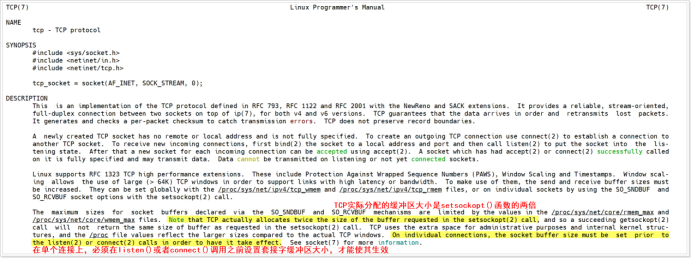 TCP(7) Linux Programmer's Manual TCP(7)
NAME
tcp - TCP protocol
SYNOPSIS
#include <sys/socket.h>
#include <netinet/in.h>
#include <netinet/tcp.h>
tcp_socket = socket(AF_INET, SOCK_STREAM, 0);
DESCRIPTION
This is an implementation of the TCP protocol defined in RFC 793, RFC 1122 and RFC 2001 with the NewReno and SACK extensions. It provides a reliable, stream-oriented,
full-duplex connection between two sockets on top of ip(7), for both v4 and v6 versions. TCP guarantees that the data arrives in order and retransmits lost packets.
It generates and checks a per-packet checksum to catch transmission errors. TCP does not preserve record boundaries.
A newly created TCP socket has no remote or local address and is not fully specified. To create an outgoing TCP connection use connect(2) to establish a connection to
another TCP socket. To receive new incoming connections, first bind(2) the socket to a local address and port and then call listen(2) to put the socket into the lis-
tening state. After that a new socket for each incoming connection can be accepted using accept(2). A socket which has had accept(2) or connect(2) successfully called
on it is fully specified and may transmit data. Data cannot be transmitted on listening or not yet connected sockets.
Linux supports RFC 1323 TCP high performance extensions. These include Protection Against Wrapped Sequence Numbers (PAWS), Window Scaling and Timestamps. Window scal-
ing allows the use of large (> 64K) TCP windows in order to support links with high latency or bandwidth. To make use of them, the send and receive buffer sizes must
be increased. They can be set globally with the /proc/sys/net/ipv4/tcp_wmem and /proc/sys/net/ipv4/tcp_rmem files, or on individual sockets by using the SO_SNDBUF and
SO_RCVBUF socket options with the setsockopt(2) call.
TCP实际分配的缓冲区大小是setsockopt()函数的两倍
The maximum sizes for socket buffers declared via the SO_SNDBUF and SO_RCVBUF mechanisms are limited by the values in the /proc/sys/net/core/rmem_max and
/proc/sys/net/core/wmem_max files. Note that TCP actually allocates twice the size of the buffer requested in the setsockopt(2) call, and so a succeeding getsockopt(2)
call will not return the same size of buffer as requested in the setsockopt(2) call. TCP uses the extra space for administrative purposes and internal kernel struc-
tures, and the /proc file values reflect the larger sizes compared to the actual TCP windows. On individual connections, the socket buffer size must be set prior to
the listen(2) or connect(2) calls in order to have it take effect. See socket(7) for more information.
在单个连接上，必须在listen()或者connect()调用之前设置套接字缓冲区大小，才能使其生效